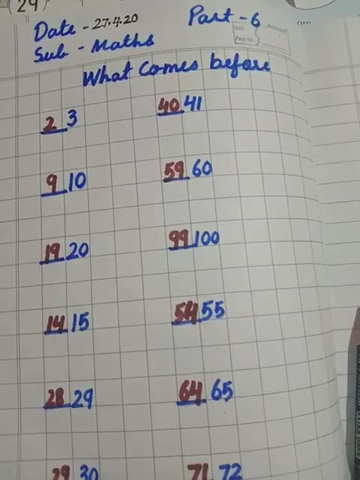 (29)
Date - 27.4.20 Part - 6
Sub - Maths
What Comes before
2 3 40 41
9 10 59 60
19 20 99 100
14 15 54 55
28 29 64 65
29 30 71 72